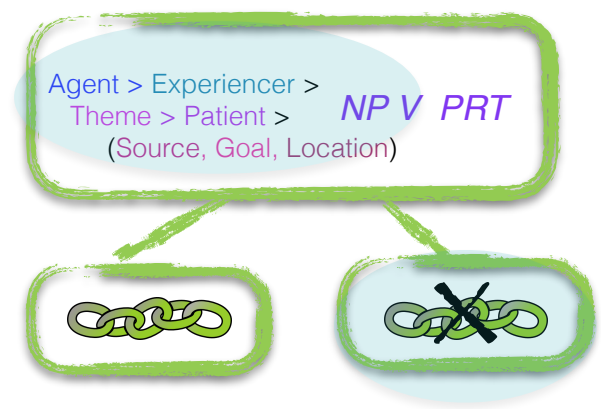 Agent > Experiencer >
Theme > Patient >
(Source, Goal, Location)
NP V PRT